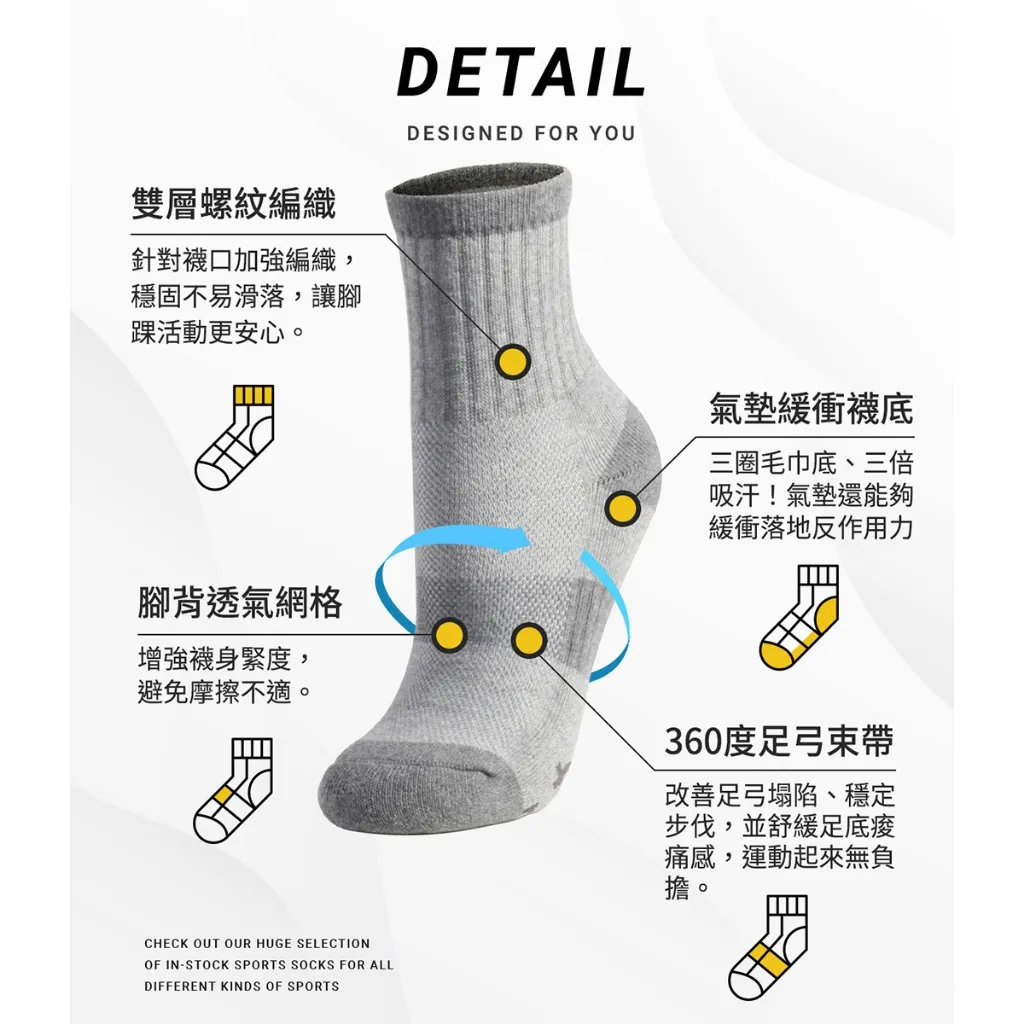 DETAIL
DESIGNED FOR YOU
雙層螺紋編織
針對襪口加強編織，
穩固不易滑落，讓腳
踝活動更安心。
氣墊緩衝襪底
三圈毛巾底、三倍
吸汗！氣墊還能夠
緩衝落地反作用力
腳背透氣網格
增強襪身緊度，
避免摩擦不適。
360度足弓束帶
改善足弓塌陷、穩定
步伐，並舒緩足底痠
痛感，運動起來無負
擔。
CHECK OUT OUR HUGE SELECTION
OF IN-STOCK SPORTS SOCKS FOR ALL
DIFFERENT KINDS OF SPORTS